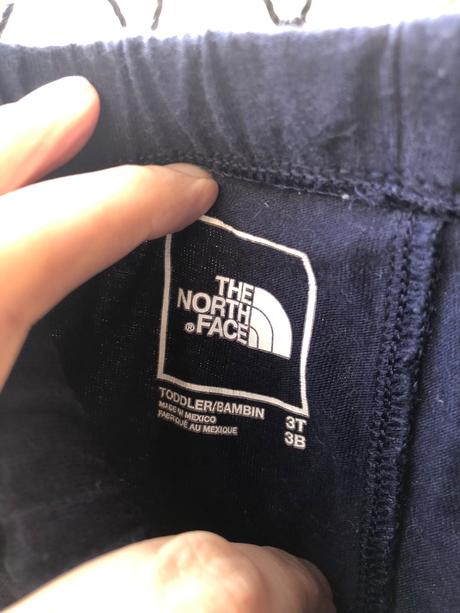 THE
NORTH
®FACE
TODDLER/BAMBIN 3T
MADE IN MEXICO 3B
FABRIQUÉ AU MEXIQUE